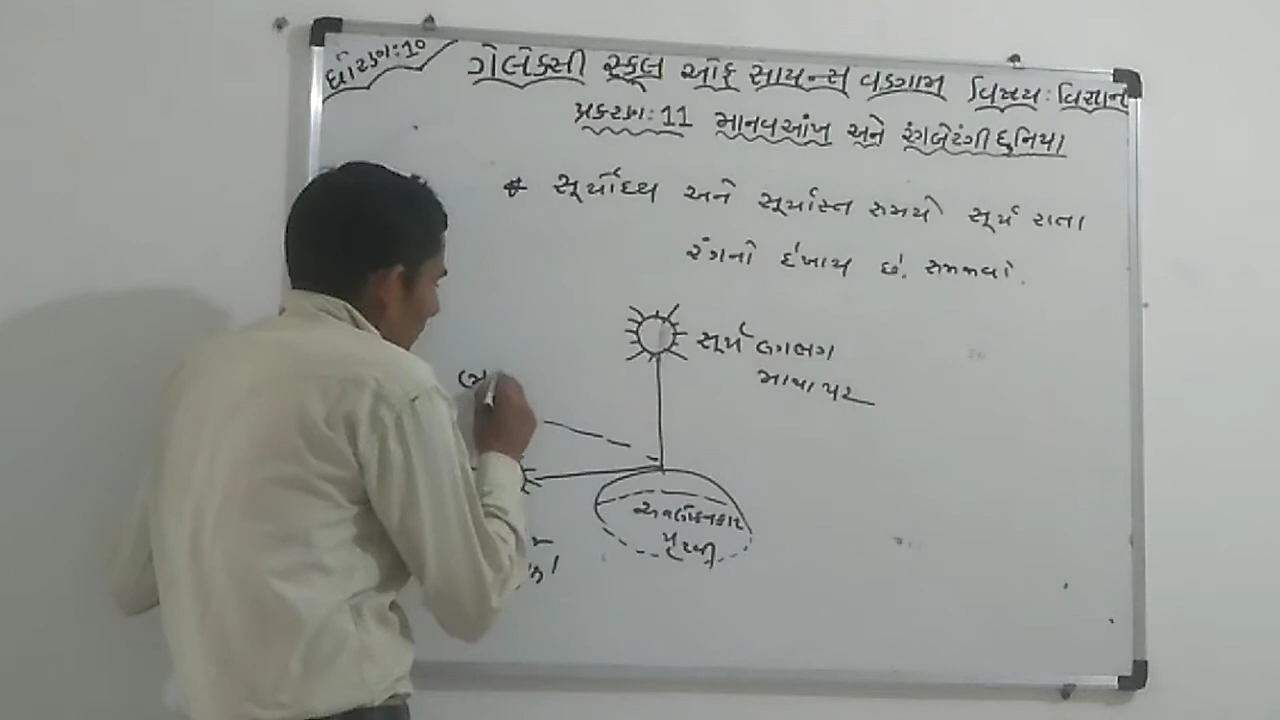 ધોરણ:10
ગેલેક્સી સ્કૂલ ઓફ સાયન્સ વડગામ
વિષય: વિજ્ઞાન
પ્રકરણ: 11 માનવઆંખ અને રંગબેરંગી દુનિયા
* સૂર્યોદય અને સૂર્યાસ્ત સમયે સૂર્ય રાતા
રંગનો દેખાય છે. સમજાવો.
સૂર્ય લગભગ
માથા પર
અવલોકનકાર
પૃથ્વી